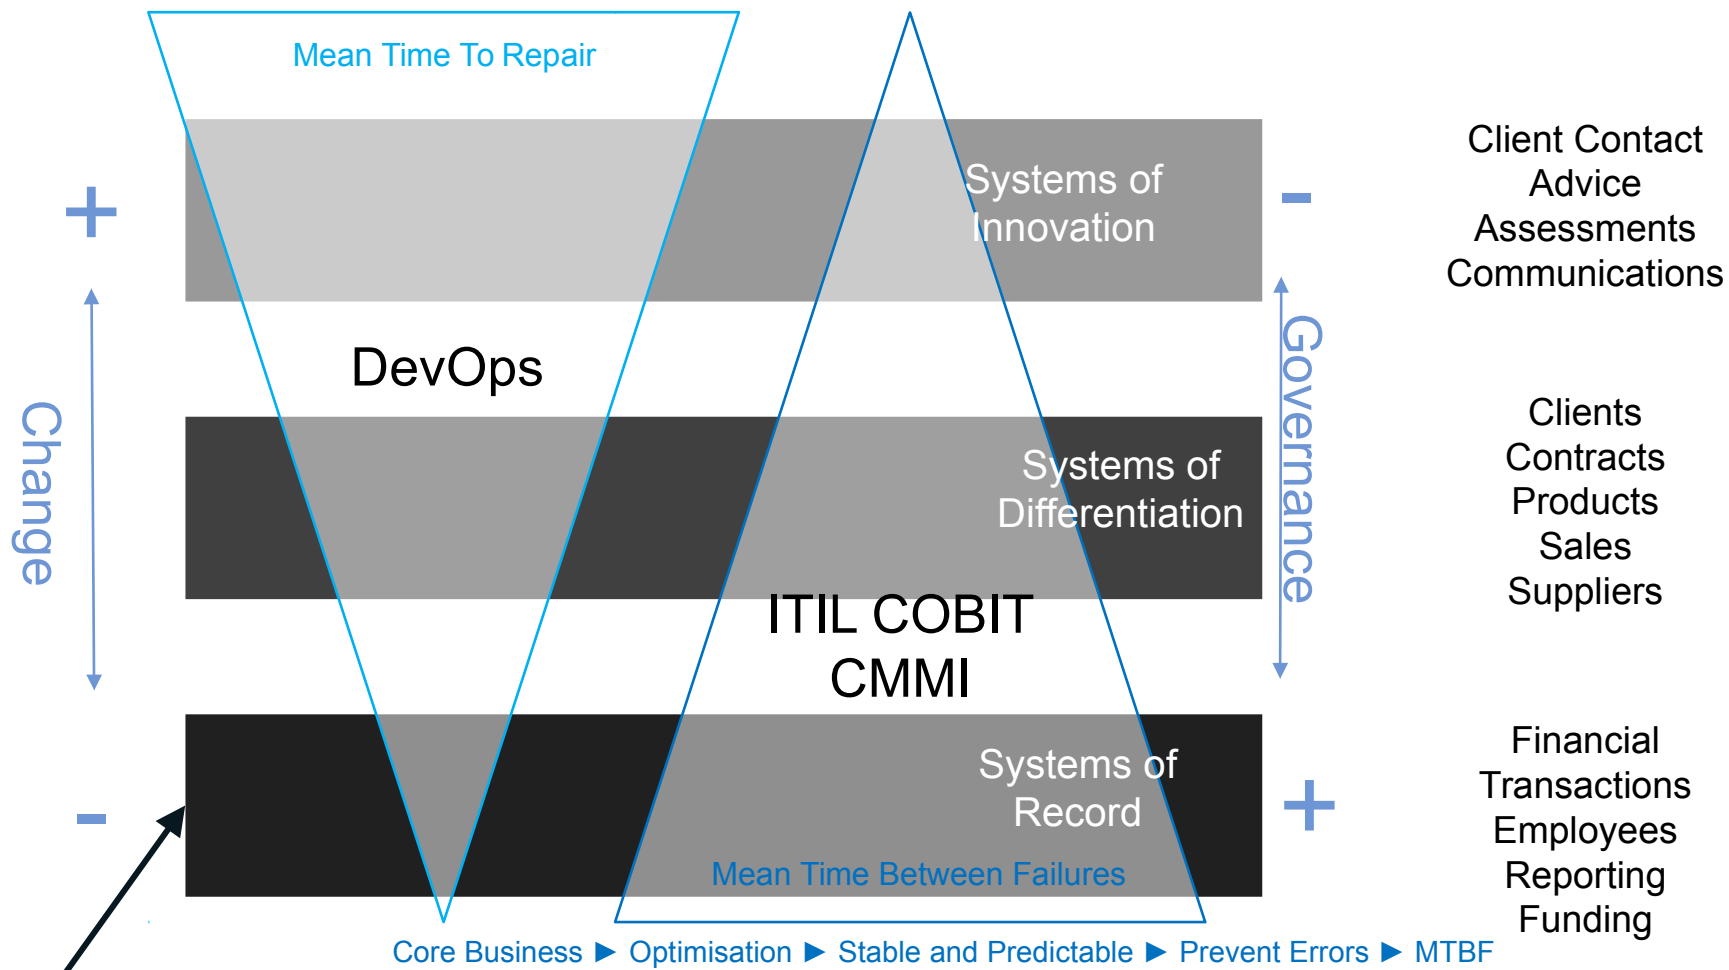 Mean Time To Repair
Systems of
Innovation
+
-
Client Contact
Advice
Assessments
Communications
DevOps
Change
Governance
Systems of
Differentiation
Clients
Contracts
Products
Sales
Suppliers
ITIL COBIT
CMMI
Systems of
Record
-
+
Financial
Transactions
Employees
Reporting
Funding
Mean Time Between Failures
Core Business ► Optimisation ► Stable and Predictable ► Prevent Errors ► MTBF